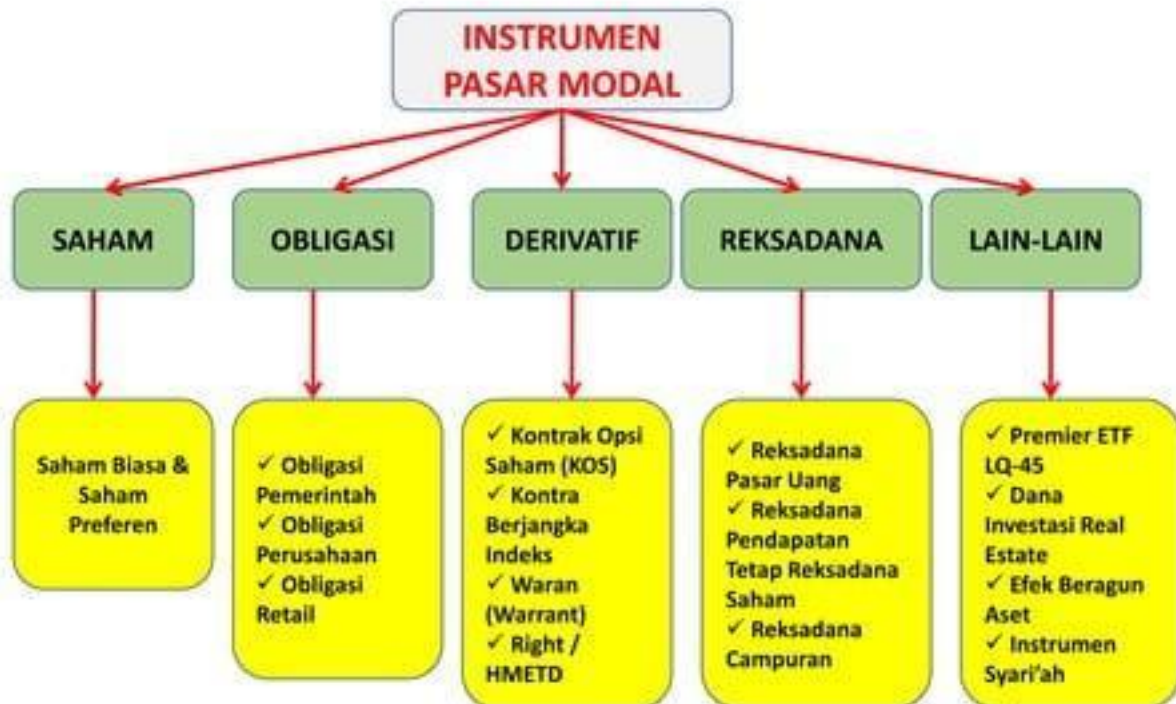 INSTRUMEN
PASAR MODAL
SAHAM
OBLIGASI
DERIVATIF
REKSADANA
LAIN-LAIN
Saham Biasa &
Saham
Preferen
✓ Obligasi
Pemerintah
✓ Obligasi
Perusahaan
✓ Obligasi
Retail
✓ Kontrak Opsi
Saham (KOS)
✓ Kontra
Berjangka
Indeks
✓ Waran
(Warrant)
✓ Right /
HMETD
✓ Reksadana
Pasar Uang
✓ Reksadana
Pendapatan
Tetap Reksadana
Saham
✓ Reksadana
Campuran
✓ Premier ETF
LQ-45
✓ Dana
Investasi Real
Estate
✓ Efek Beragun
Aset
✓ Instrumen
Syari'ah